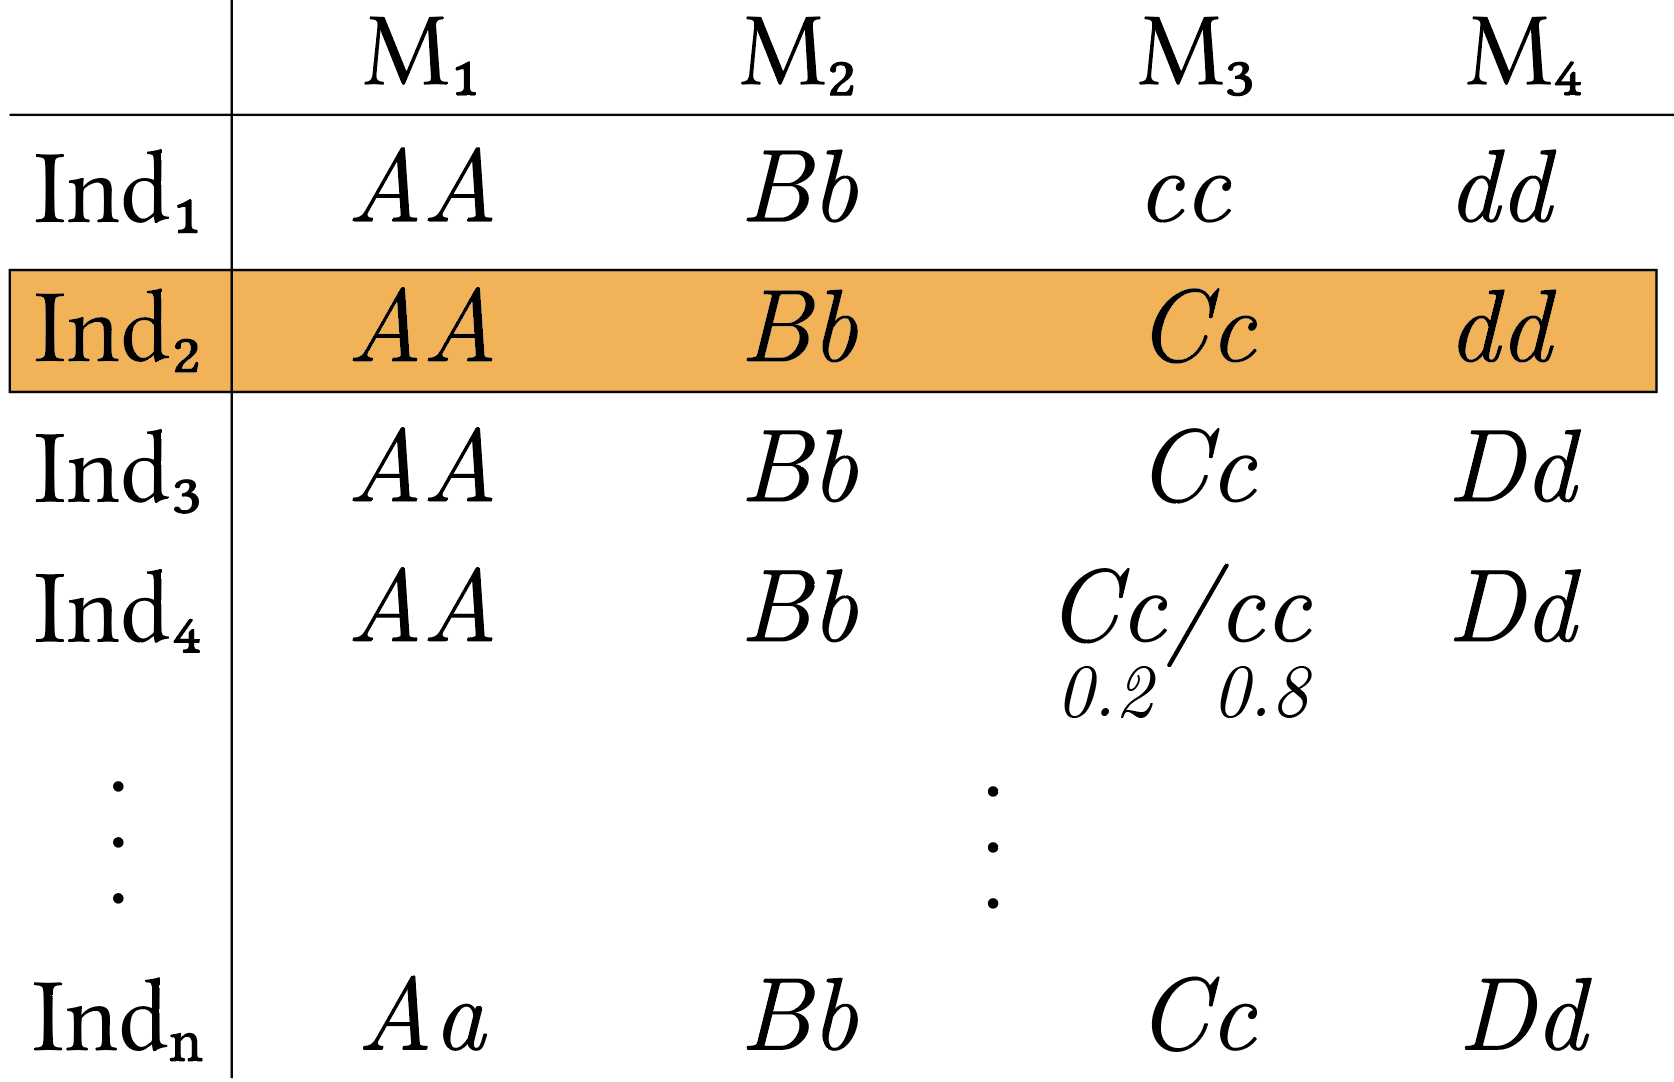 M₁ M₂ M₃ M₄
Ind₁ AA Bb cc dd
Ind₂ AA Bb Cc dd
Ind₃ AA Bb Cc Dd
Ind₄ AA Bb Cc/cc Dd
0.2 0.8
. .
. .
. .
Indₙ Aa Bb Cc Dd